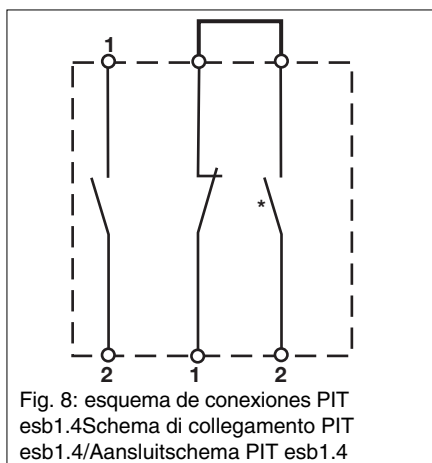 1
*
2 1 2
Fig. 8: esquema de conexiones PIT
esb1.4Schema di collegamento PIT
esb1.4/Aansluitschema PIT esb1.4